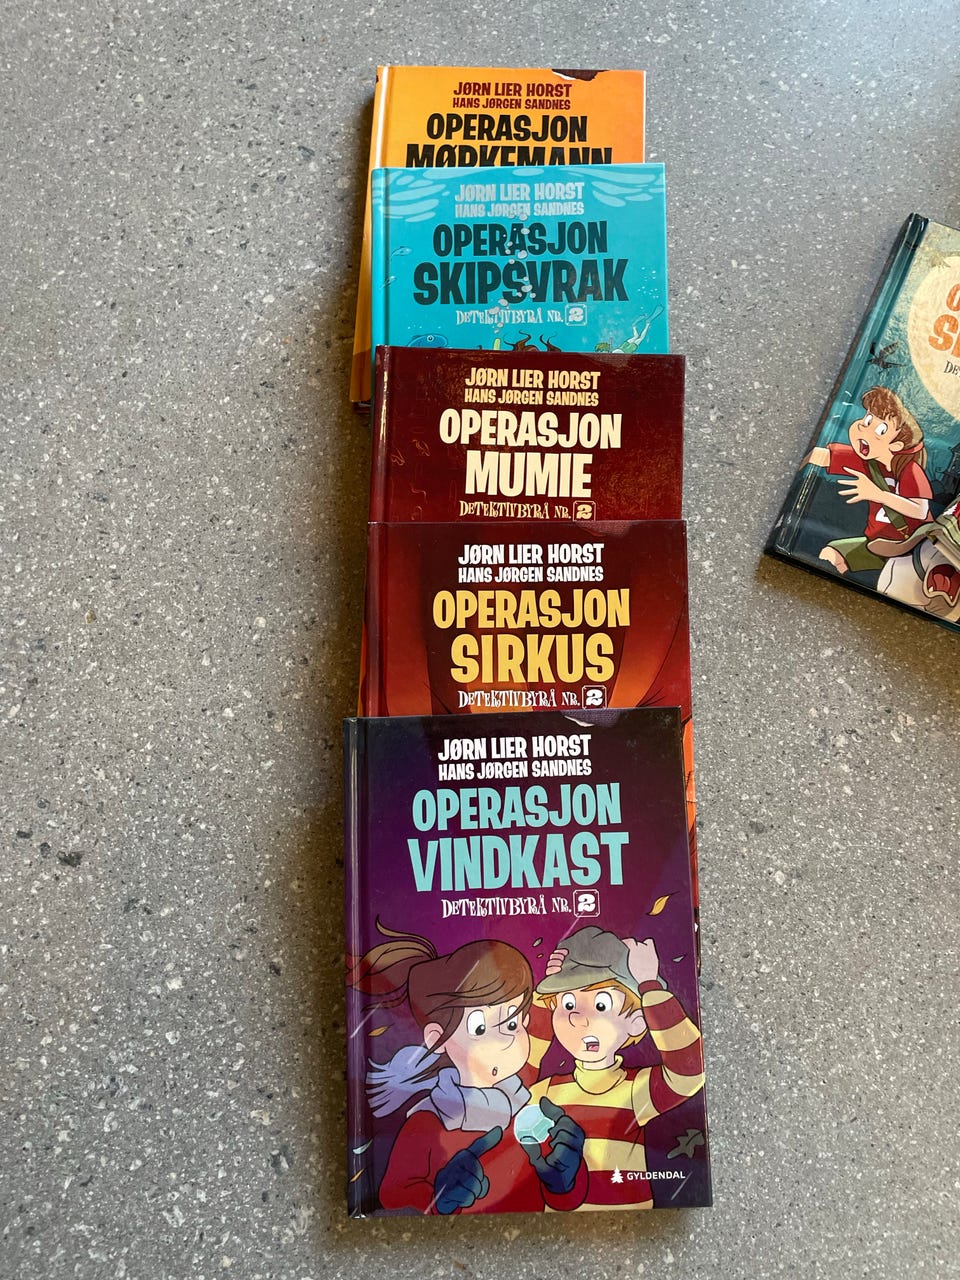 JØRN LIER HORST
HANS JØRGEN SANDNES
OPERASJON
MØRKEMANN
JØRN LIER HORST
HANS JØRGEN SANDNES
OPERASJON
SKIPSVRAK
DETEKTIVBYRÅ NR. 2
JØRN LIER HORST
HANS JØRGEN SANDNES
OPERASJON
MUMIE
DETEKTIVBYRÅ NR. 2
JØRN LIER HORST
HANS JØRGEN SANDNES
OPERASJON
SIRKUS
DETEKTIVBYRÅ NR. 2
JØRN LIER HORST
HANS JØRGEN SANDNES
OPERASJON
VINDKAST
DETEKTIVBYRÅ NR. 2
GYLDENDAL